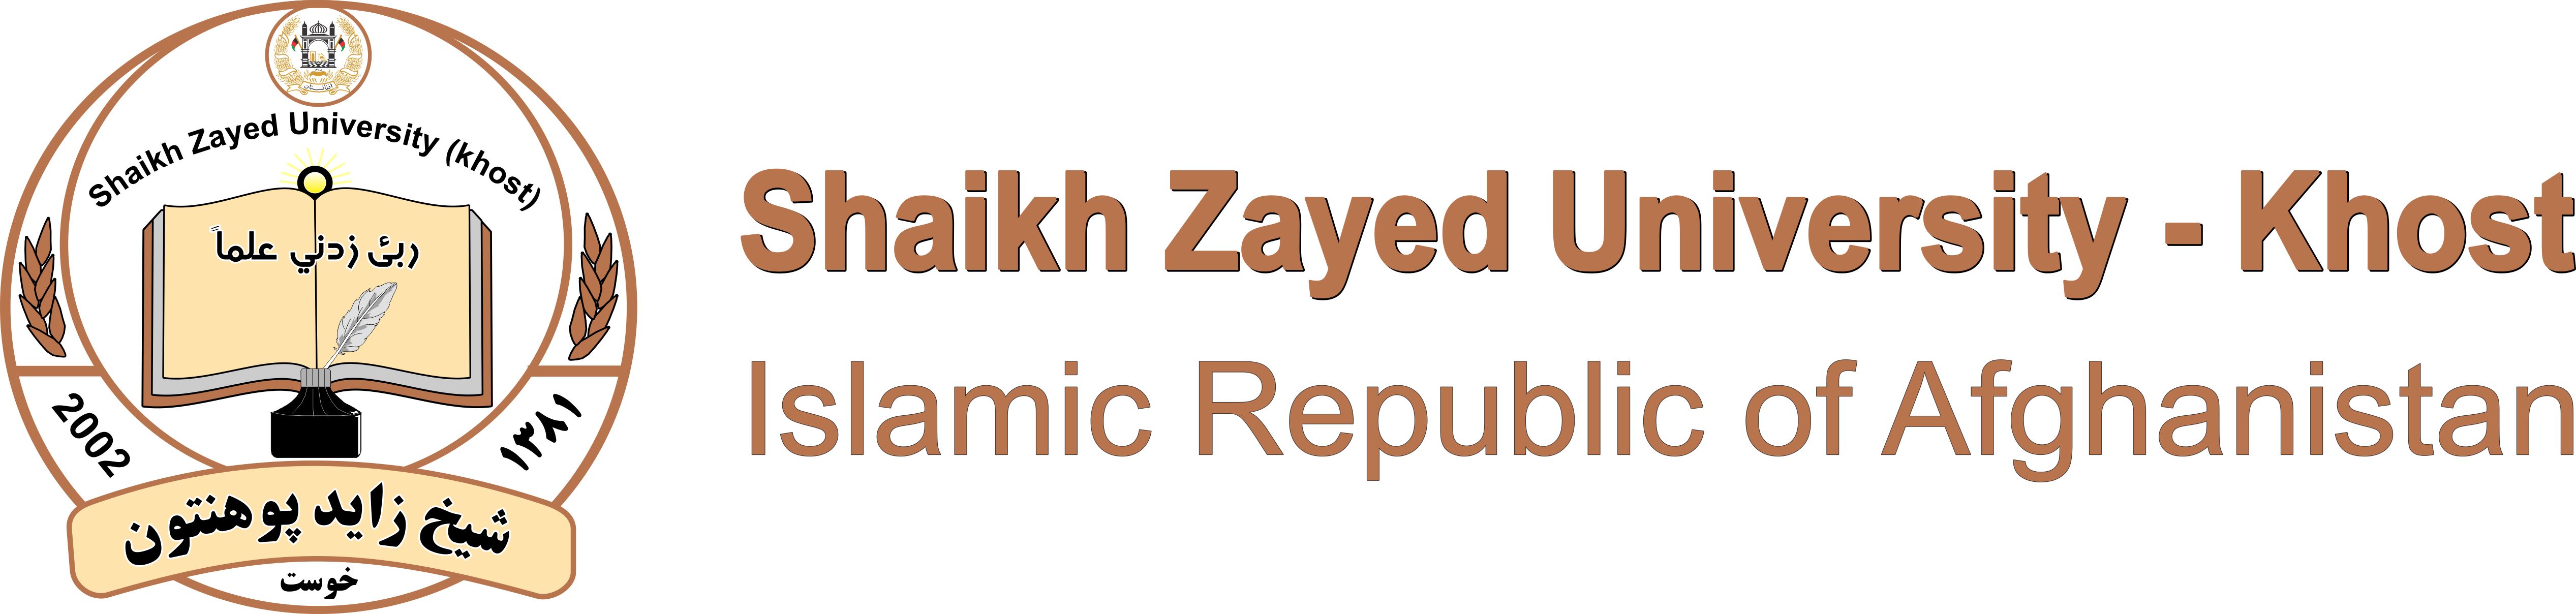 افغانستان
Shaikh Zayed University (khost)
ربئ زدني علماً
2002
۱۳۸۱
شیخ زاید پوهنتون
خوست
Shaikh Zayed University - Khost
Islamic Republic of Afghanistan